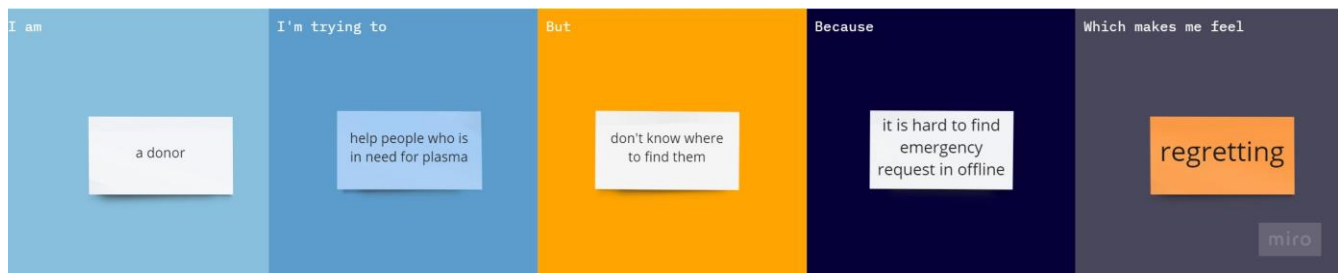 I am
a donor
I'm trying to
help people who is
in need for plasma
But
don't know where
to find them
Because
it is hard to find
emergency
request in offline
Which makes me feel
regretting
miro